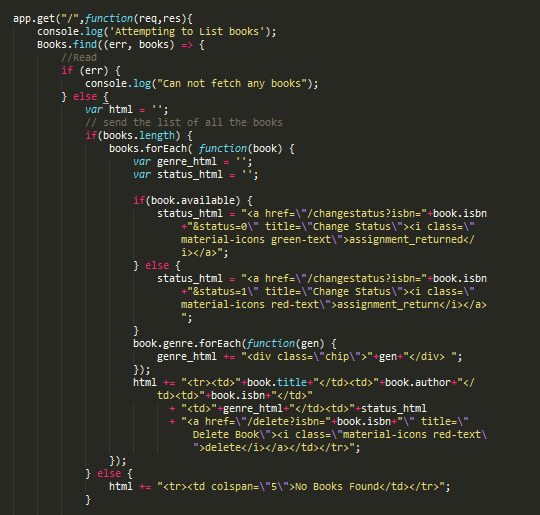 app.get("/",function(req,res){
console.log('Attempting to List books');
Books.find((err, books) => {
//Read
if (err) {
console.log("Can not fetch any books");
} else {
var html = '';
// send the list of all the books
if(books.length) {
books.forEach( function(book) {
var genre_html = '';
var status_html = '';
if(book.available) {
status_html = "<a href=\"/changestatus?isbn="+book.isbn
+"&status=0\" title=\"Change Status\"><i class=\"
material-icons green-text\">assignment_returned</
i></a>";
} else {
status_html = "<a href=\"/changestatus?isbn="+book.isbn
+"&status=1\" title=\"Change Status\"><i class=\"
material-icons red-text\">assignment_return</i></a>
";
}
book.genre.forEach(function(gen) {
genre_html += "<div class=\"chip\">"+gen+"</div> ";
});
html += "<tr><td>"+book.title+"</td><td>"+book.author+"</
td><td>"+book.isbn+"</td>"
+ "<td>"+genre_html+"</td><td>"+status_html
+ "<a href=\"/delete?isbn="+book.isbn+"\" title=\"
Delete Book\"><i class=\"material-icons red-text\
">delete</i></a></td></tr>";
});
} else {
html += "<tr><td colspan=\"5\">No Books Found</td></tr>";
}